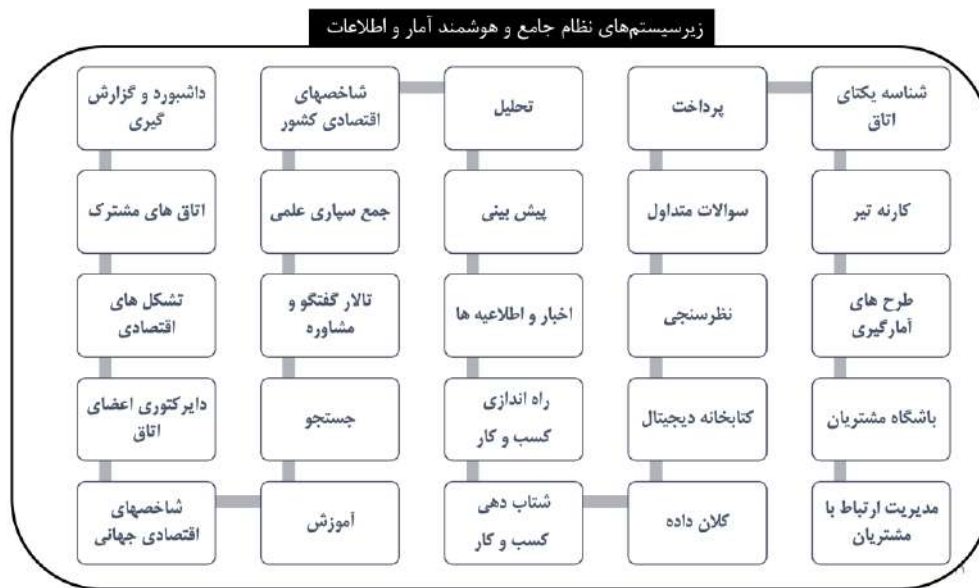 زیرسیستم‌های نظام جامع و هوشمند آمار و اطلاعات
شناسه یکتای
اتاق
پرداخت
تحلیل
شاخصهای
اقتصادی کشور
داشبورد و گزارش
گیری
کارنه تیر
سوالات متداول
پیش بینی
جمع سپاری علمی
اتاق های مشترک
طرح های
آمارگیری
نظرسنجی
اخبار و اطلاعیه ها
تالار گفتگو و
مشاوره
تشکل های
اقتصادی
باشگاه مشتریان
کتابخانه دیجیتال
راه اندازی
کسب و کار
جستجو
دایرکتوری اعضای
اتاق
مدیریت ارتباط با
مشتریان
کلان داده
شتاب دهی
کسب و کار
آموزش
شاخصهای
اقتصادی جهانی